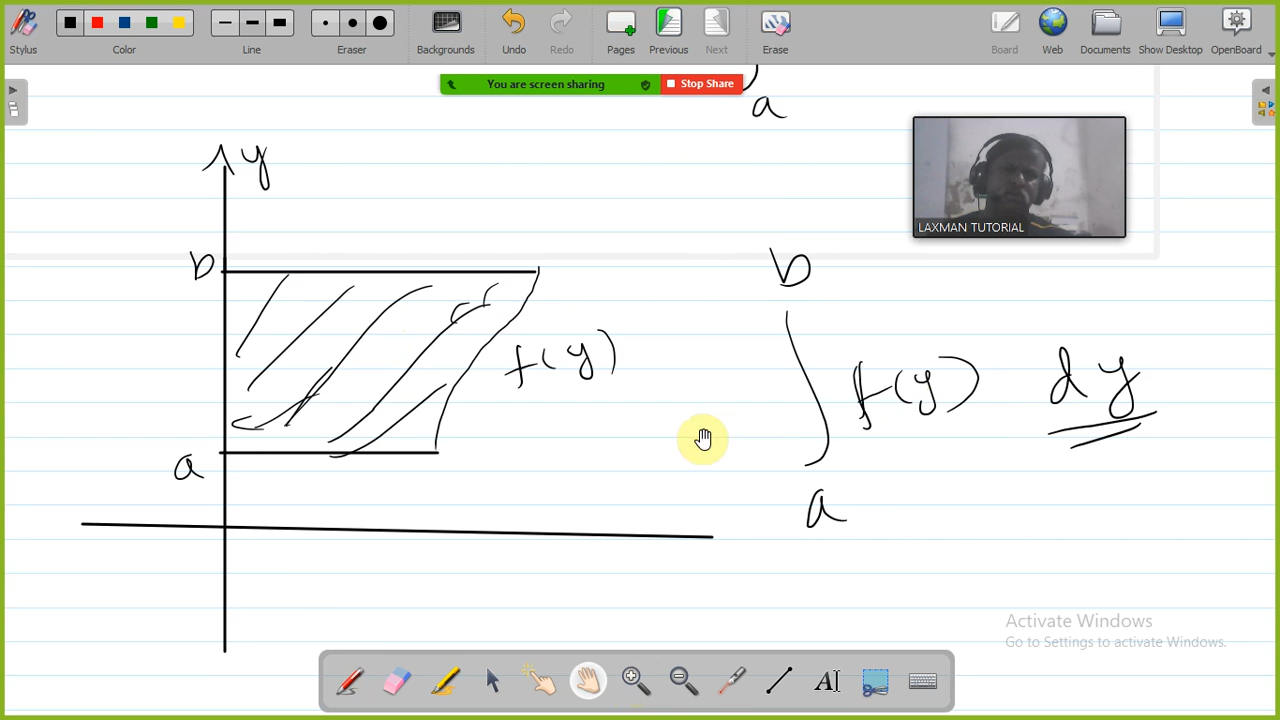 Stylus
Color
Line
Eraser
Backgrounds
Undo
Redo
Pages
Previous
Next
Erase
Board
Web
Documents
Show Desktop
OpenBoard
You are screen sharing
Stop Share
a
LAXMAN TUTORIAL
y
b
f(y)
a
b
∫ f(y) dy
a
Activate Windows
Go to Settings to activate Windows.